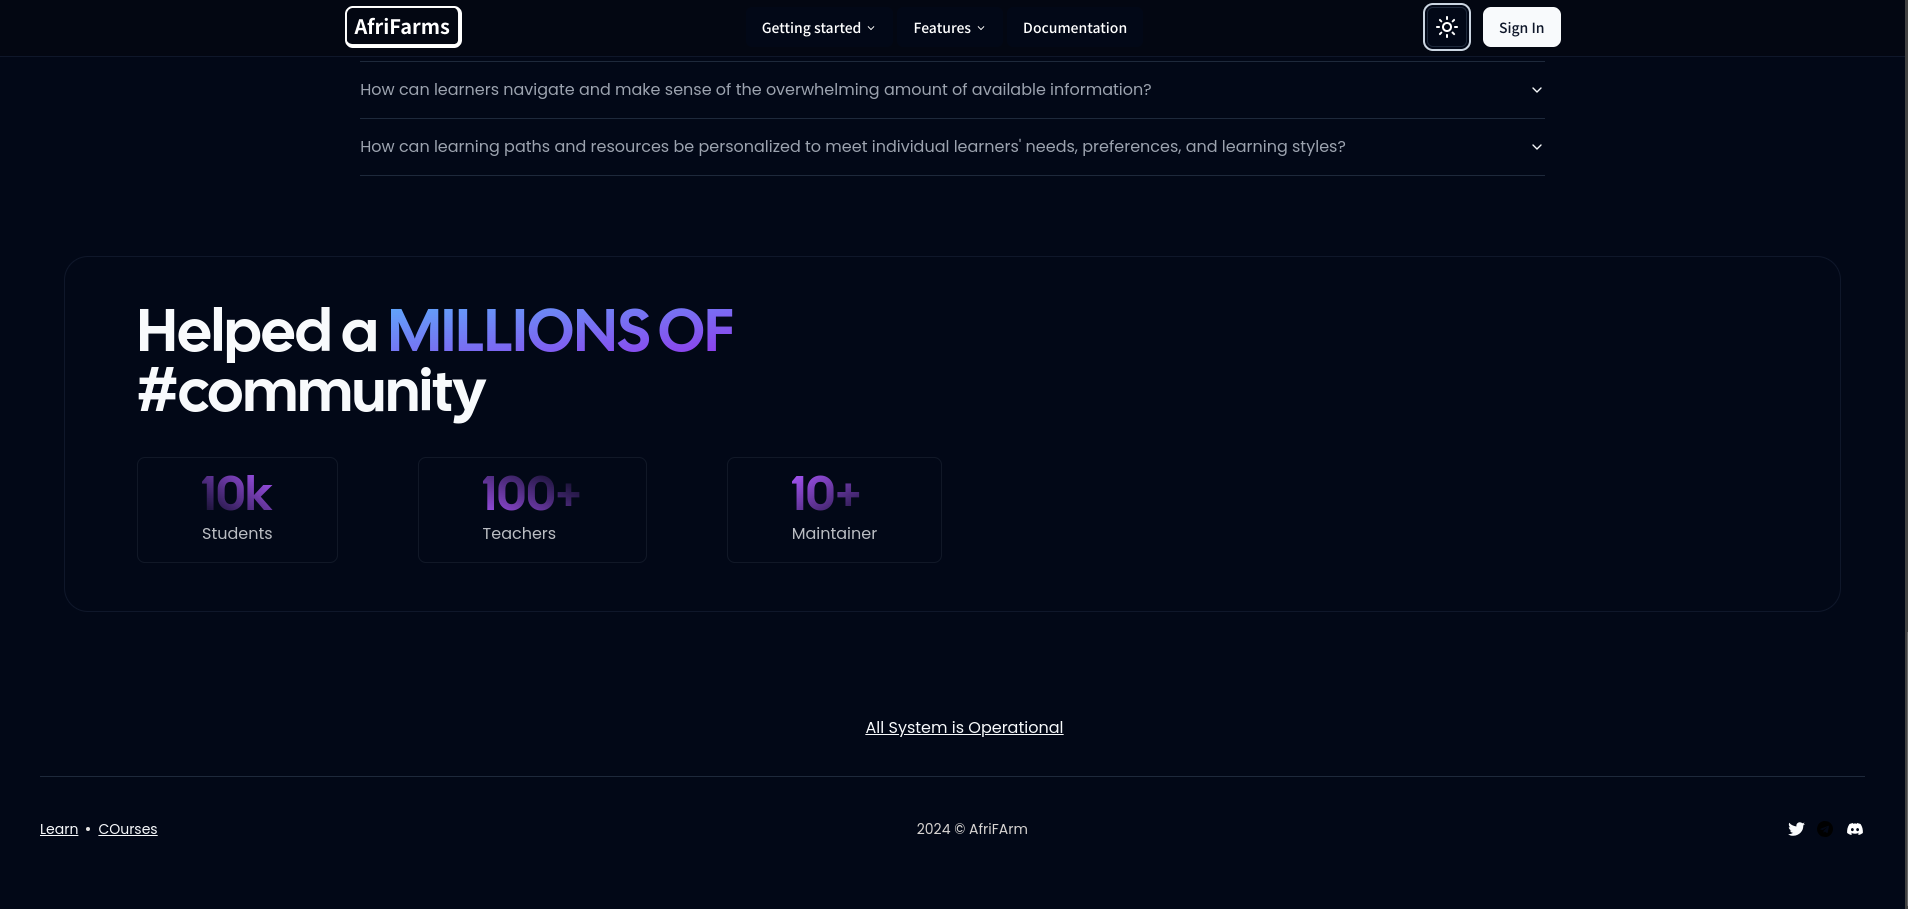 AfriFarms
Getting started
Features
Documentation
Sign In
How can learners navigate and make sense of the overwhelming amount of available information?
How can learning paths and resources be personalized to meet individual learners' needs, preferences, and learning styles?
Helped a MILLIONS OF
#community
10k
Students
100+
Teachers
10+
Maintainer
All System is Operational
Learn • COurses
2024 © AfriFArm